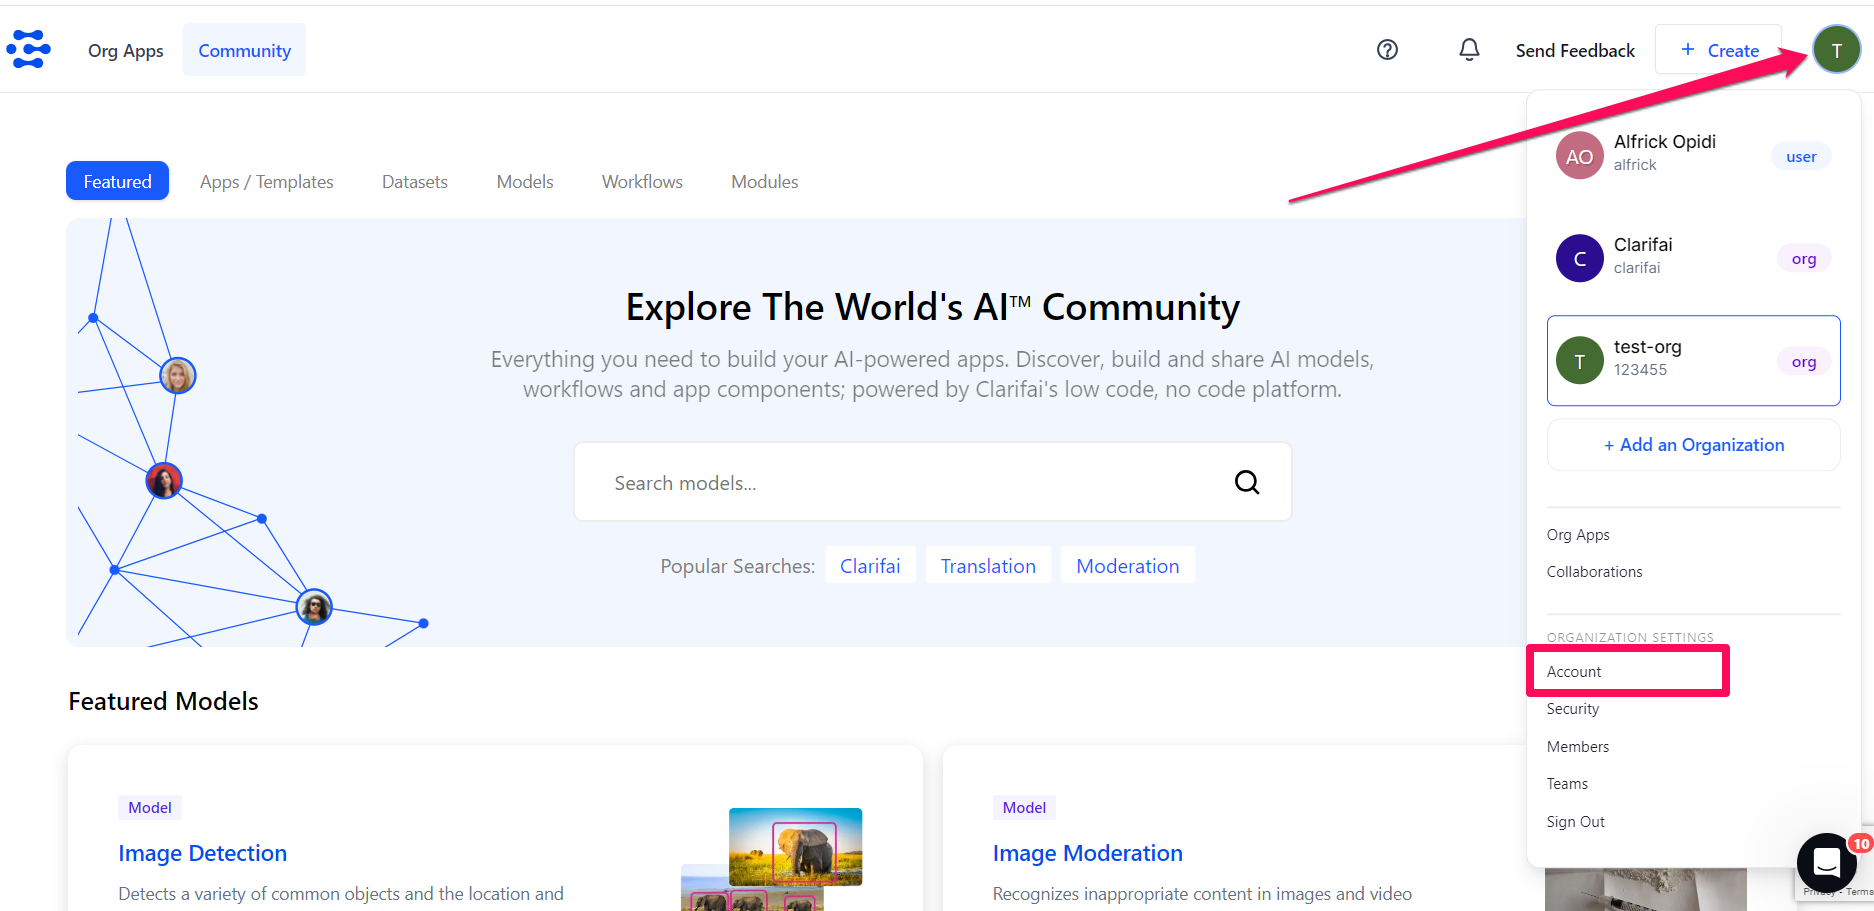 Org Apps
Community
Send Feedback
+ Create
T
Featured
Apps / Templates
Datasets
Models
Workflows
Modules
Explore The World's AI™ Community
Everything you need to build your AI-powered apps. Discover, build and share AI models,
workflows and app components; powered by Clarifai's low code, no code platform.
Search models...
Popular Searches:
Clarifai
Translation
Moderation
AO
Alfrick Opidi
alfrick
user
C
Clarifai
clarifai
org
T
test-org
123455
org
+ Add an Organization
Org Apps
Collaborations
ORGANIZATION SETTINGS
Account
Security
Members
Teams
Sign Out
Featured Models
Model
Image Detection
Detects a variety of common objects and the location and
Model
Image Moderation
Recognizes inappropriate content in images and video
10
Terms